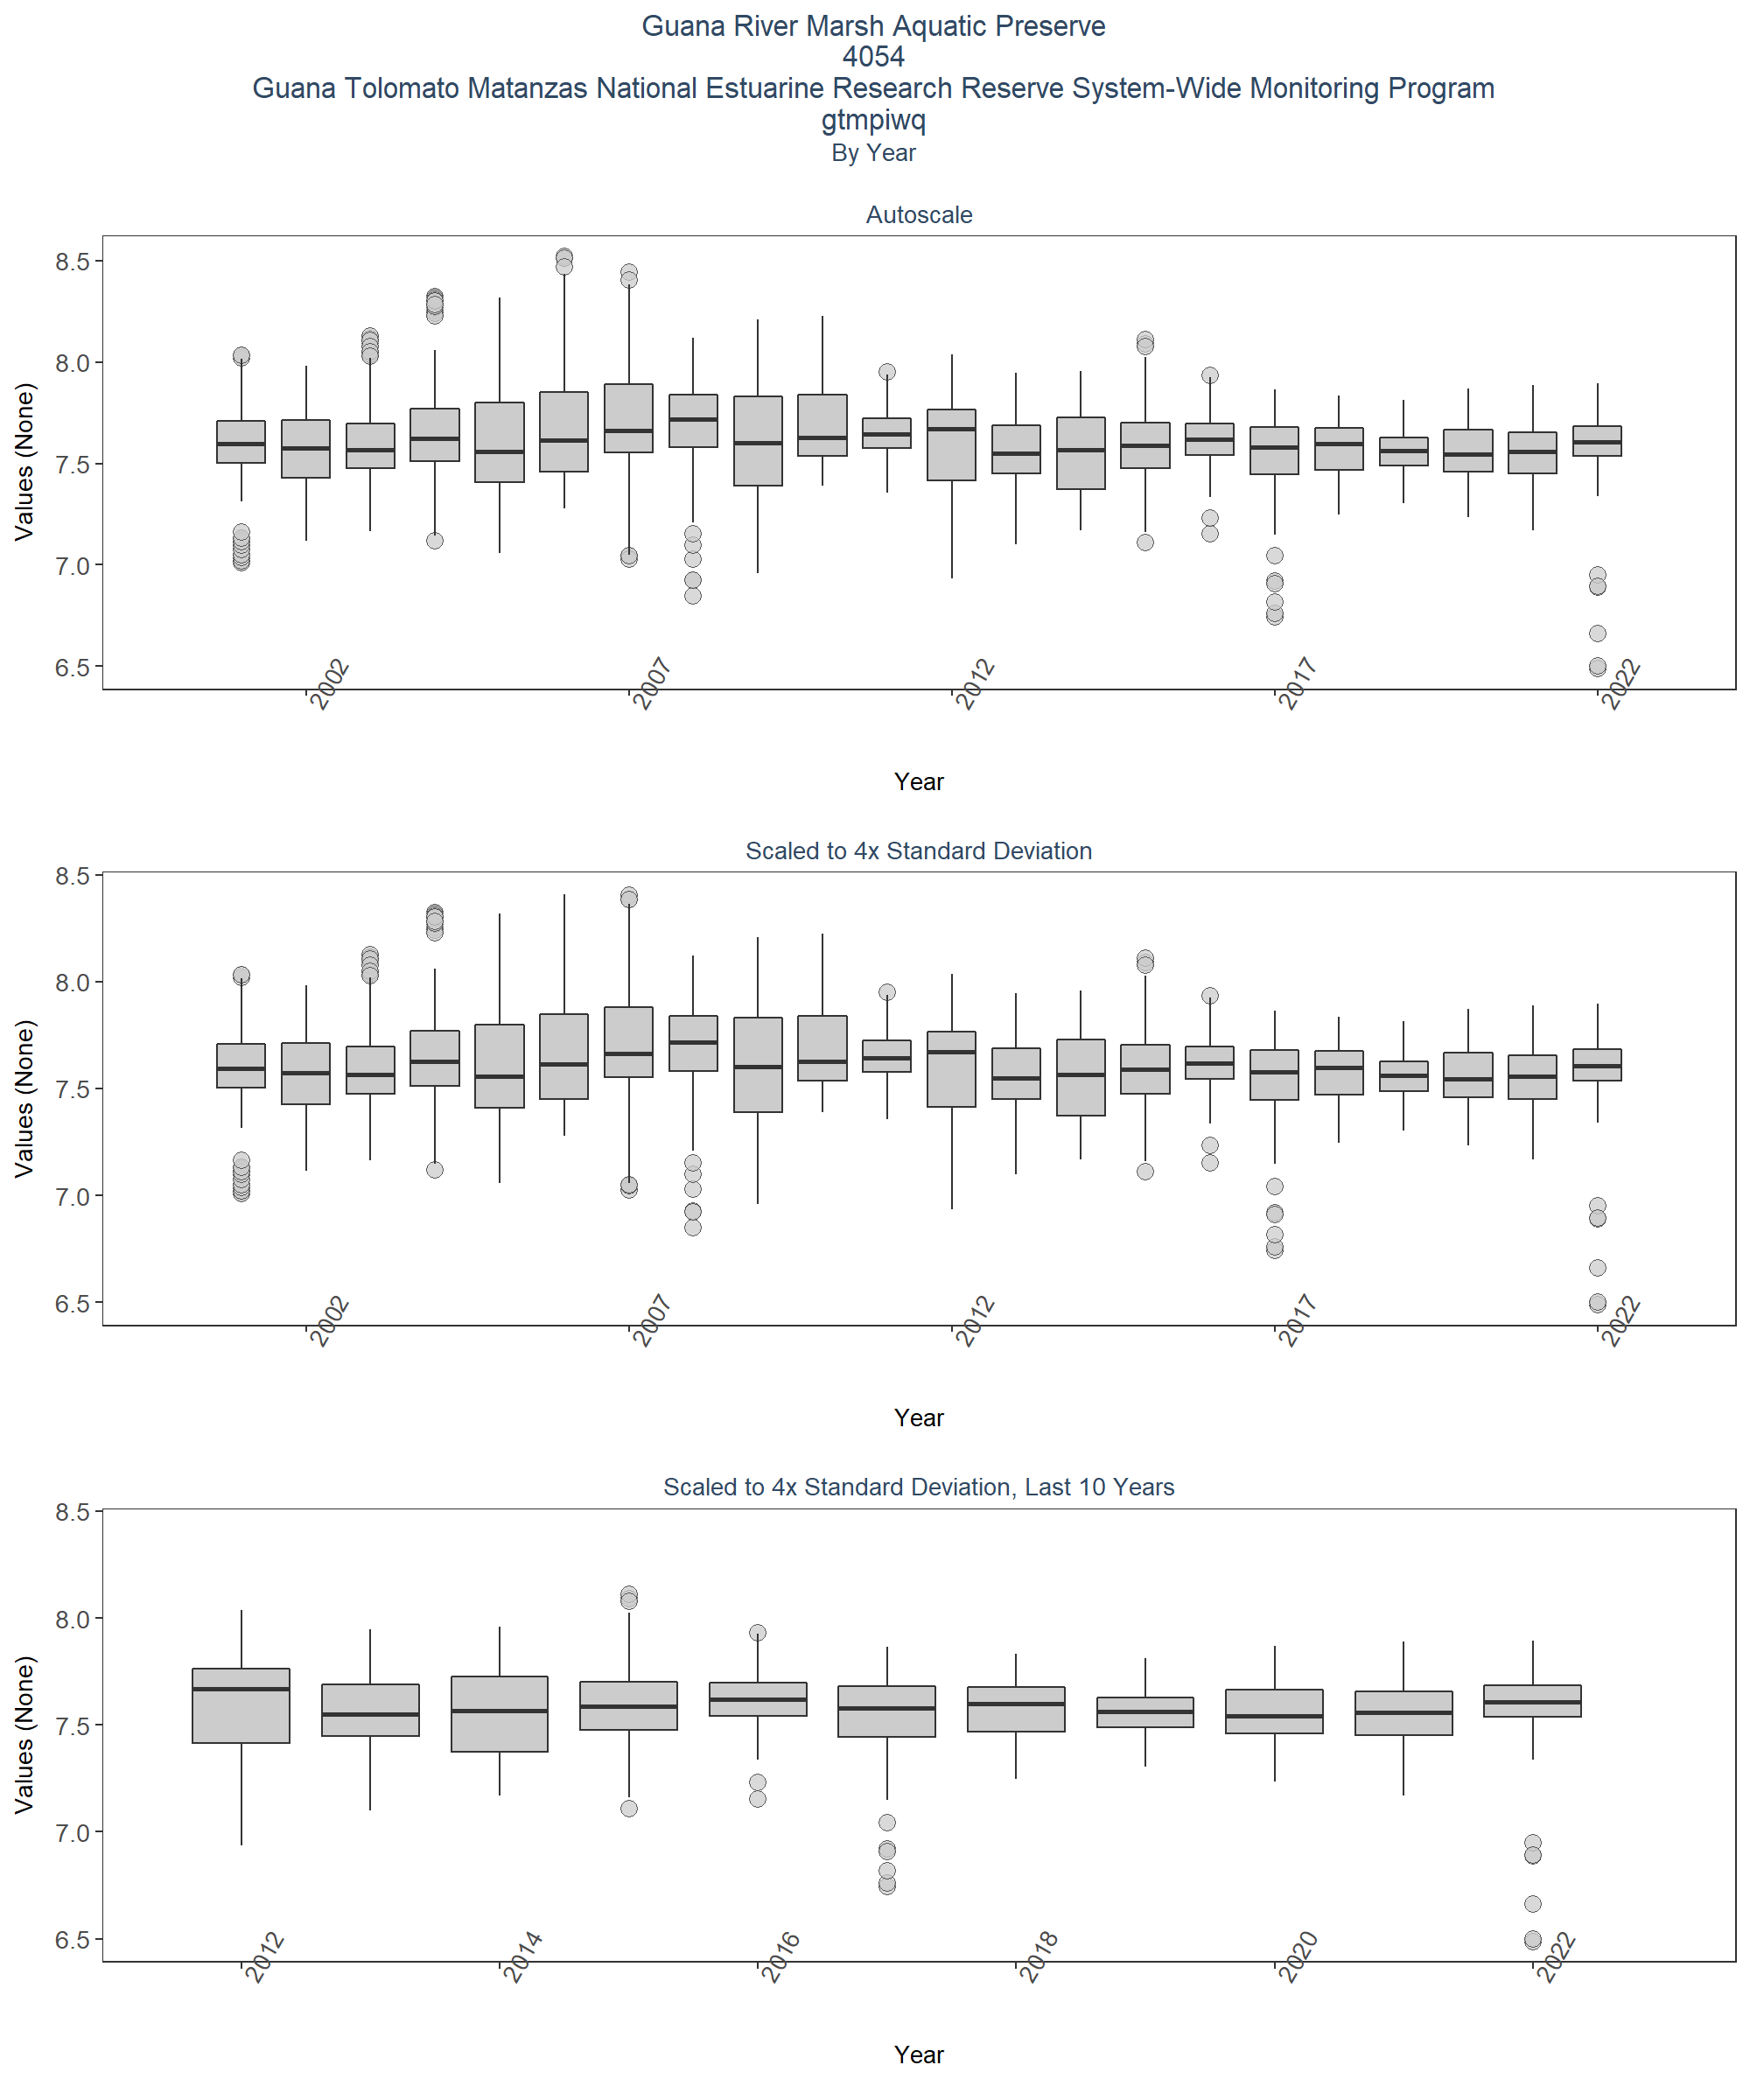 Guana River Marsh Aquatic Preserve
4054
Guana Tolomato Matanzas National Estuarine Research Reserve System-Wide Monitoring Program
gtmpiwq
By Year
Autoscale
Values (None)
8.5
8.0
7.5
7.0
6.5
2002 2007 2012 2017 2022
Year
Scaled to 4x Standard Deviation
Values (None)
8.5
8.0
7.5
7.0
6.5
2002 2007 2012 2017 2022
Year
Scaled to 4x Standard Deviation, Last 10 Years
Values (None)
8.5
8.0
7.5
7.0
6.5
2012 2014 2016 2018 2020 2022
Year